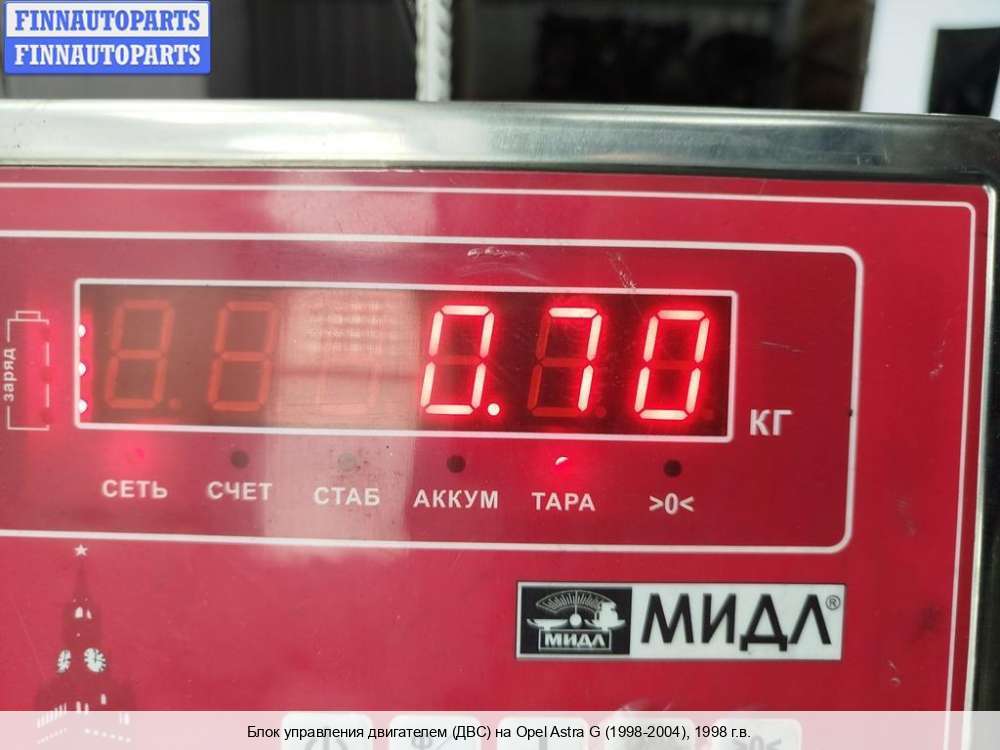 FINNAUTOPARTS
FINNAUTOPARTS
заряд
0.70
КГ
СЕТЬ СЧЕТ СТАБ АККУМ ТАРА >0<
МИДЛ МИДЛ®
Блок управления двигателем (ДВС) на Opel Astra G (1998-2004), 1998 г.в.